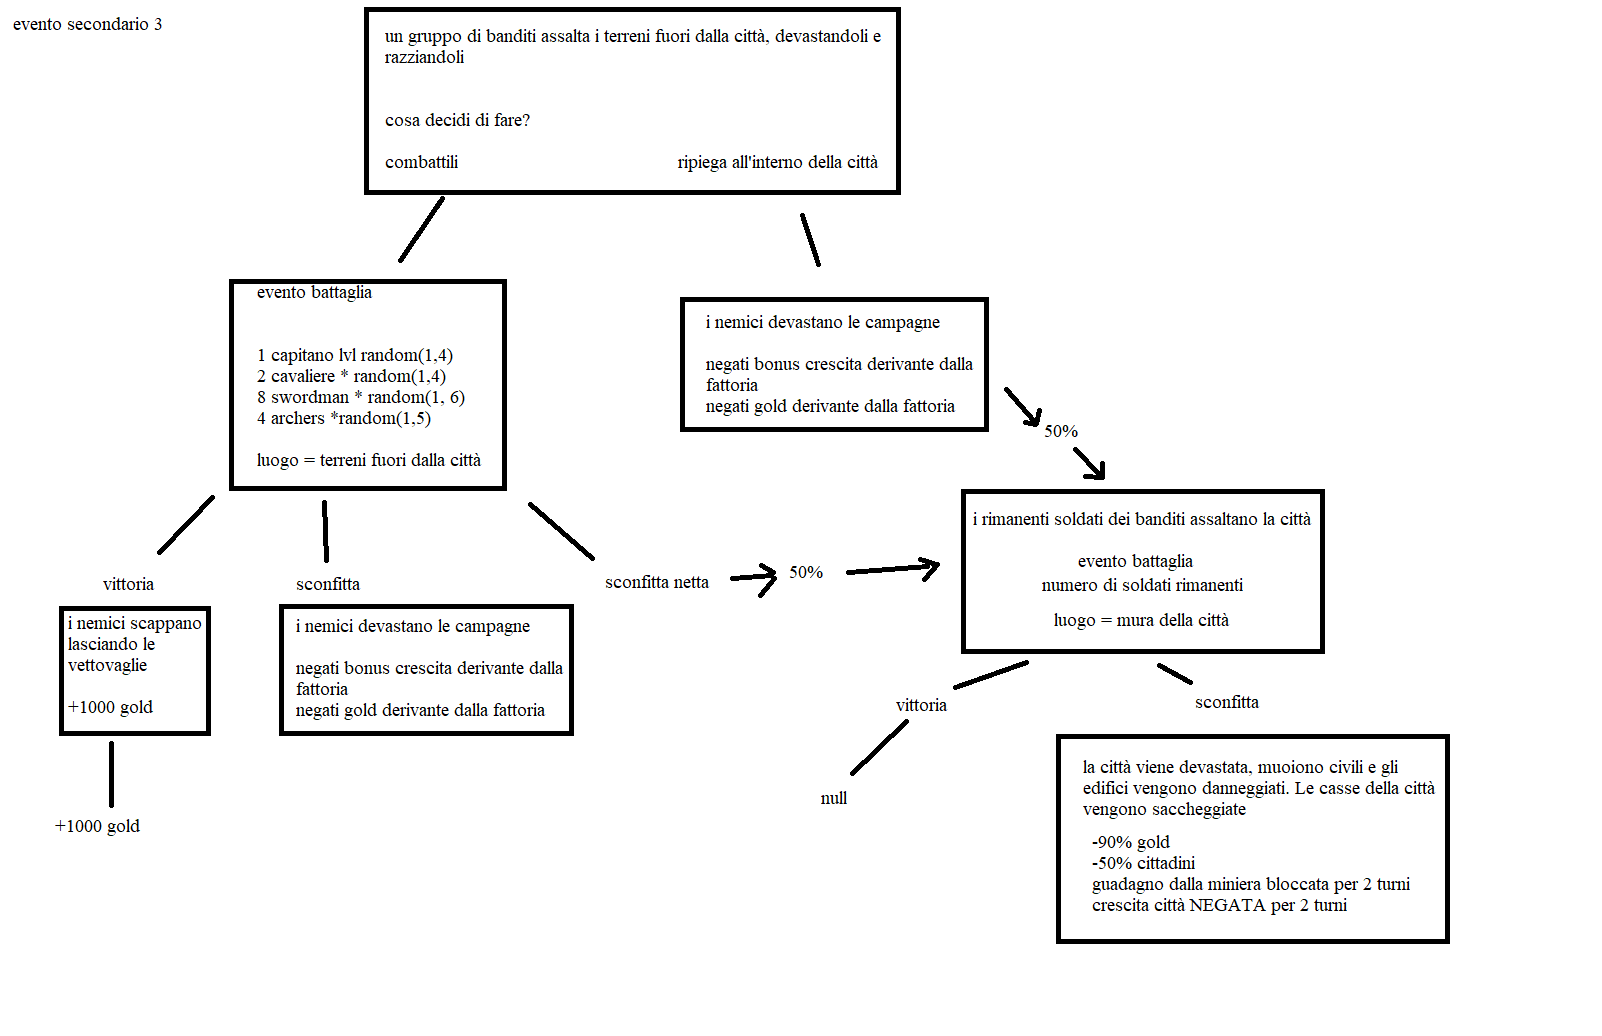 evento secondario 3
un gruppo di banditi assalta i terreni fuori dalla città, devastandoli e
razziandoli
cosa decidi di fare?
combattili
ripiega all'interno della città
evento battaglia
1 capitano lvl random(1,4)
2 cavaliere * random(1,4)
8 swordman * random(1, 6)
4 archers *random(1,5)
luogo = terreni fuori dalla città
i nemici devastano le campagne
negati bonus crescita derivante dalla
fattoria
negati gold derivante dalla fattoria
50%
i rimanenti soldati dei banditi assaltano la città
evento battaglia
numero di soldati rimanenti
luogo = mura della città
vittoria
sconfitta
sconfitta netta
50%
i nemici scappano
lasciando le
vettovaglie
+1000 gold
+1000 gold
i nemici devastano le campagne
negati bonus crescita derivante dalla
fattoria
negati gold derivante dalla fattoria
vittoria
sconfitta
null
la città viene devastata, muoiono civili e gli
edifici vengono danneggiati. Le casse della città
vengono saccheggiate
-90% gold
-50% cittadini
guadagno dalla miniera bloccata per 2 turni
crescita città NEGATA per 2 turni